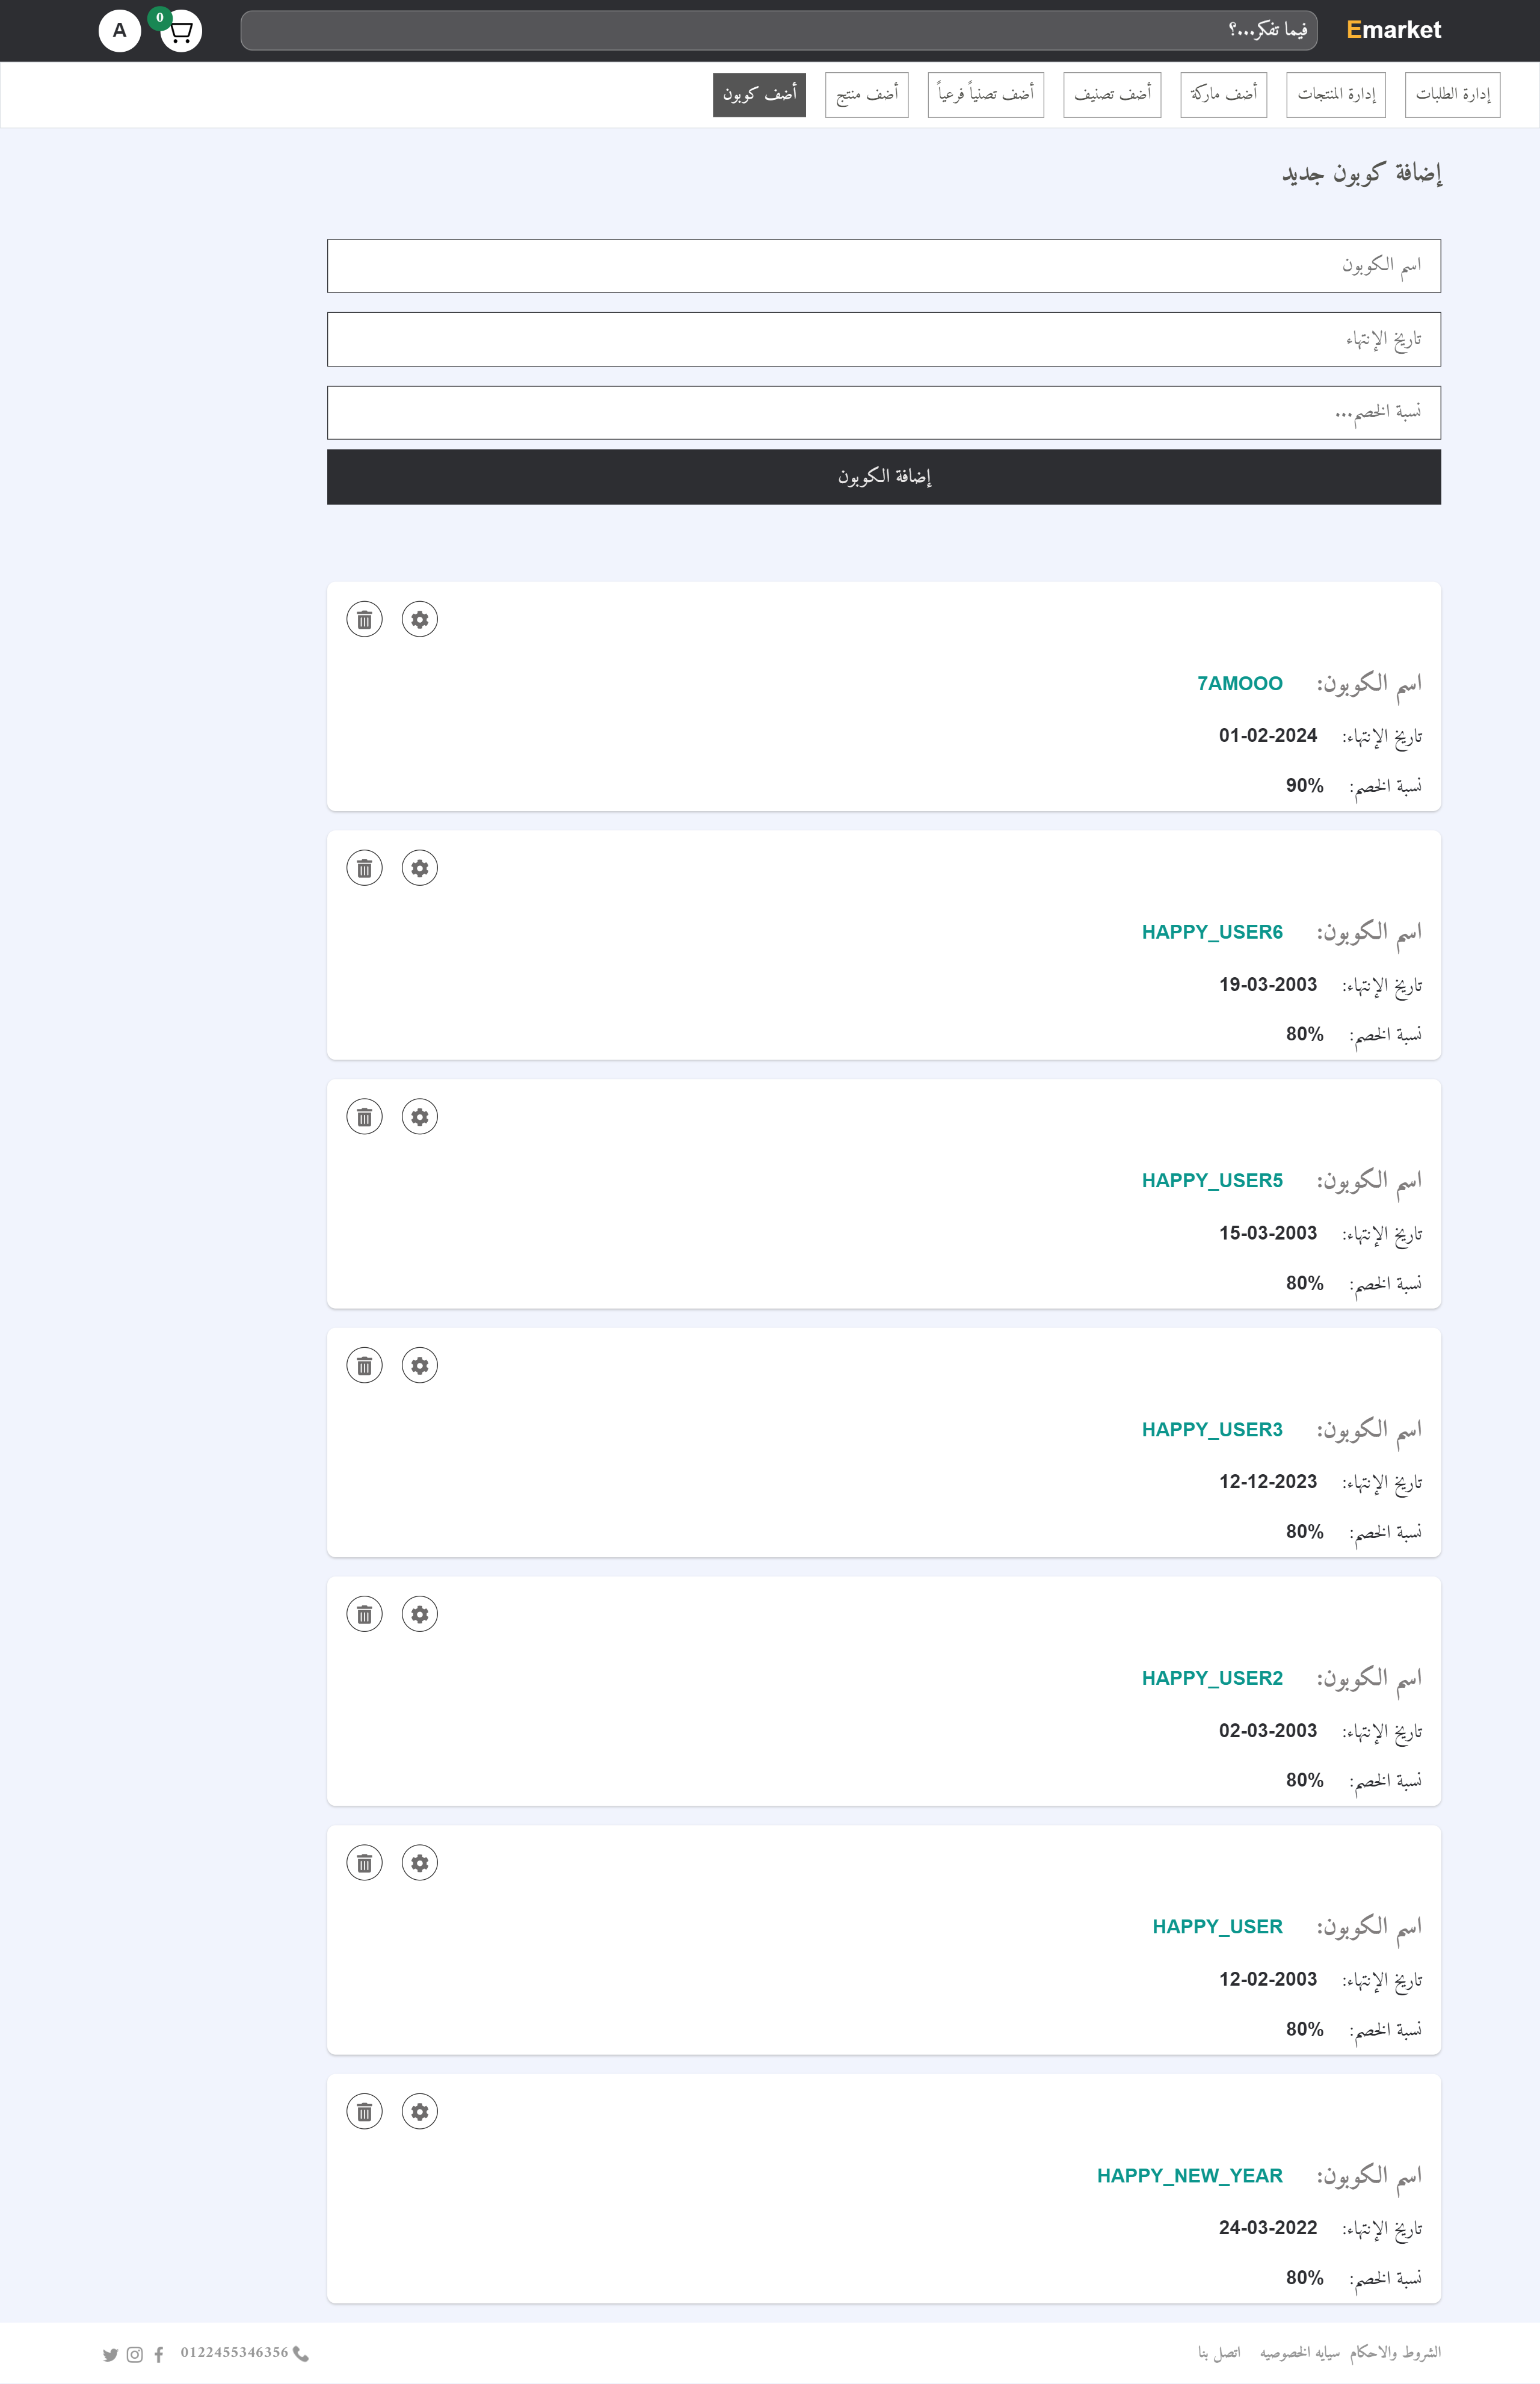 Emarket
فيما تفكر...؟
0
A
إدارة الطلبات
إدارة المنتجات
أضف ماركة
أضف تصنيف
أضف تصنياً فرعياً
أضف منتج
أضف كوبون
إضافة كوبون جديد
اسم الكوبون
تاريخ الإنتهاء
نسبة الخصم...
إضافة الكوبون
اسم الكوبون: 7AMOOO
تاريخ الإنتهاء: 01-02-2024
نسبة الخصم: 90%
اسم الكوبون: HAPPY_USER6
تاريخ الإنتهاء: 19-03-2003
نسبة الخصم: 80%
اسم الكوبون: HAPPY_USER5
تاريخ الإنتهاء: 15-03-2003
نسبة الخصم: 80%
اسم الكوبون: HAPPY_USER3
تاريخ الإنتهاء: 12-12-2023
نسبة الخصم: 80%
اسم الكوبون: HAPPY_USER2
تاريخ الإنتهاء: 02-03-2003
نسبة الخصم: 80%
اسم الكوبون: HAPPY_USER
تاريخ الإنتهاء: 12-02-2003
نسبة الخصم: 80%
اسم الكوبون: HAPPY_NEW_YEAR
تاريخ الإنتهاء: 24-03-2022
نسبة الخصم: 80%
الشروط والاحكام سيايه الخصوصيه اتصل بنا
0122455346356